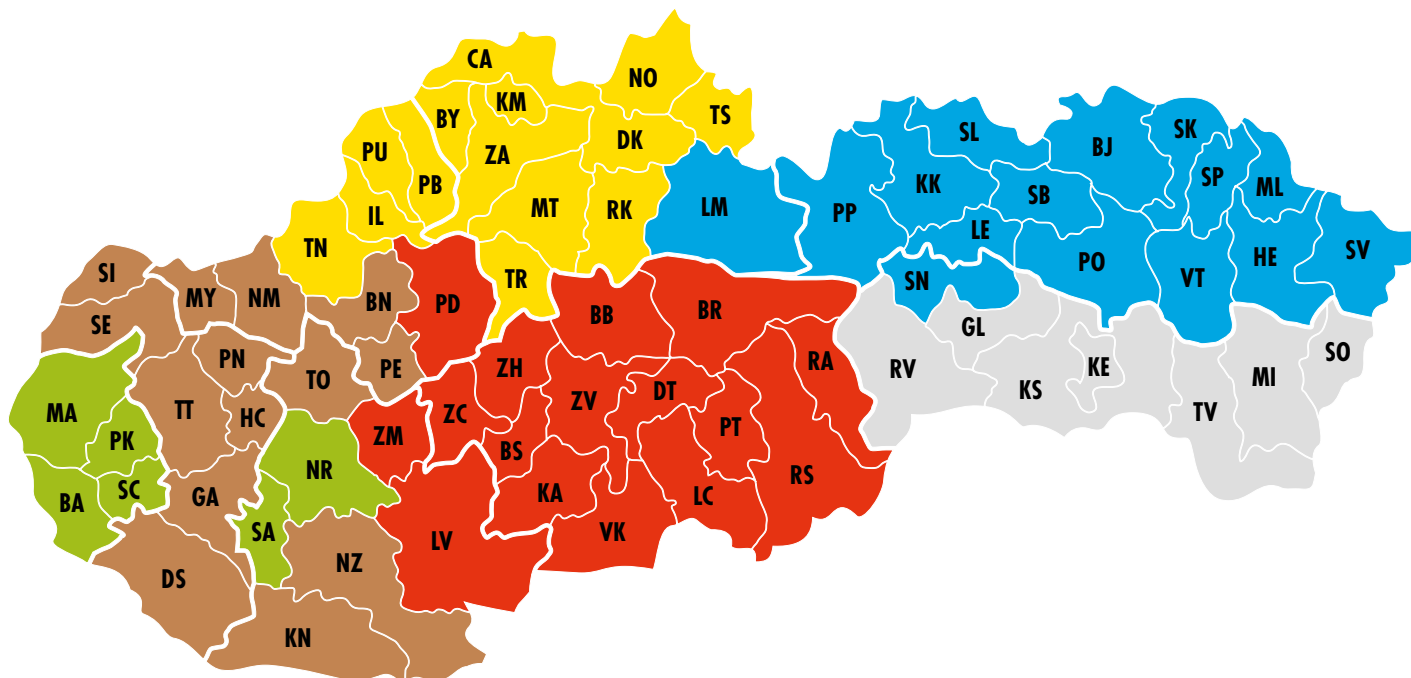 CA
NO
KM
TS
BY
DK
PU
ZA
PB
MT
RK
LM
IL
TN
TR
SL
BJ
SK
SP
ML
KK
SB
PP
LE
PO
HE
SV
VT
SN
SI
MY
NM
BN
PD
SE
BB
BR
GL
RV
KS
KE
TV
MI
SO
PN
TO
PE
ZH
RA
MA
TT
HC
ZM
ZC
ZV
DT
PT
PK
BS
BA
SC
GA
NR
KA
LC
RS
SA
LV
VK
DS
NZ
KN